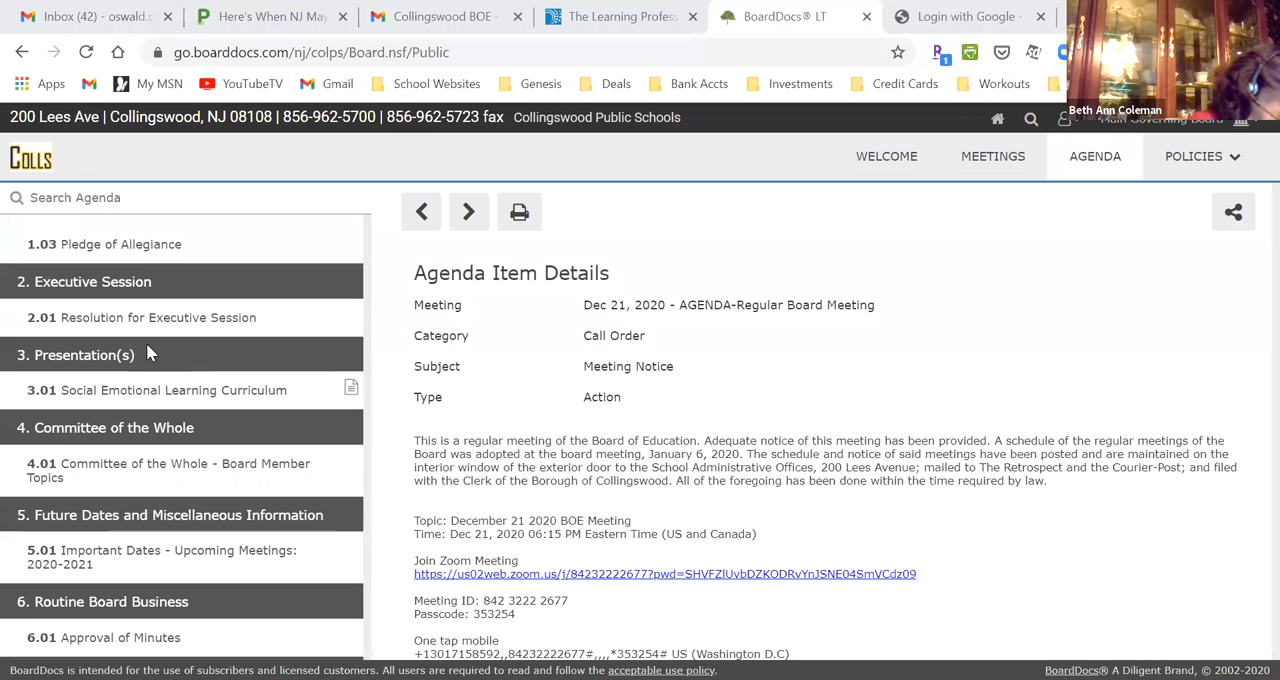 Inbox (42) - oswald.s
Here's When NJ May
Collingswood BOE -
The Learning Profess
BoardDocs® LT
Login with Google -
go.boarddocs.com/nj/colps/Board.nsf/Public
1
Apps
My MSN
YouTubeTV
Gmail
School Websites
Genesis
Deals
Bank Accts
Investments
Credit Cards
Workouts
Beth Ann Coleman
200 Lees Ave | Collingswood, NJ 08108 | 856-962-5700 | 856-962-5723 fax Collingswood Public Schools
Main Governing Board
COLLS
WELCOME
MEETINGS
AGENDA
POLICIES
Search Agenda
1.03 Pledge of Allegiance
2. Executive Session
2.01 Resolution for Executive Session
3. Presentation(s)
3.01 Social Emotional Learning Curriculum
4. Committee of the Whole
4.01 Committee of the Whole - Board Member
Topics
5. Future Dates and Miscellaneous Information
5.01 Important Dates - Upcoming Meetings:
2020-2021
6. Routine Board Business
6.01 Approval of Minutes
Agenda Item Details
Meeting Dec 21, 2020 - AGENDA-Regular Board Meeting
Category Call Order
Subject Meeting Notice
Type Action
This is a regular meeting of the Board of Education. Adequate notice of this meeting has been provided. A schedule of the regular meetings of the
Board was adopted at the board meeting, January 6, 2020. The schedule and notice of said meetings have been posted and are maintained on the
interior window of the exterior door to the School Administrative Offices, 200 Lees Avenue; mailed to The Retrospect and the Courier-Post; and filed
with the Clerk of the Borough of Collingswood. All of the foregoing has been done within the time required by law.
Topic: December 21 2020 BOE Meeting
Time: Dec 21, 2020 06:15 PM Eastern Time (US and Canada)
Join Zoom Meeting
https://us02web.zoom.us/j/84232222677?pwd=SHVFZlUvbDZKODRvYnJSNE04SmVCdz09
Meeting ID: 842 3222 2677
Passcode: 353254
One tap mobile
+13017158592,,84232222677#,,,,*353254# US (Washington D.C)
BoardDocs is intended for the use of subscribers and licensed customers. All users are required to read and follow the acceptable use policy.
BoardDocs® A Diligent Brand, © 2002-2020